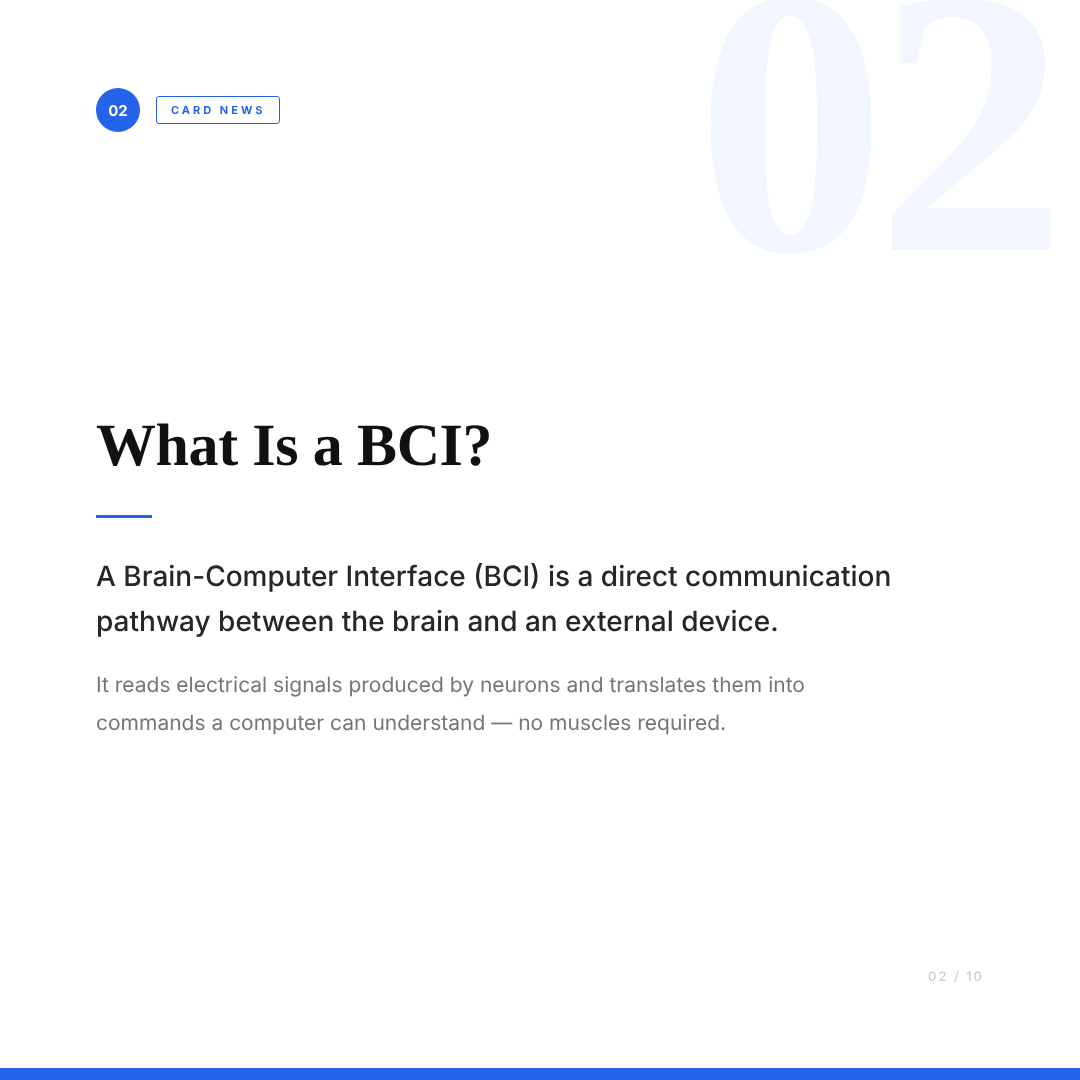 02
02
CARD NEWS
What Is a BCI?
A Brain-Computer Interface (BCI) is a direct communication
pathway between the brain and an external device.
It reads electrical signals produced by neurons and translates them into
commands a computer can understand — no muscles required.
02 / 10